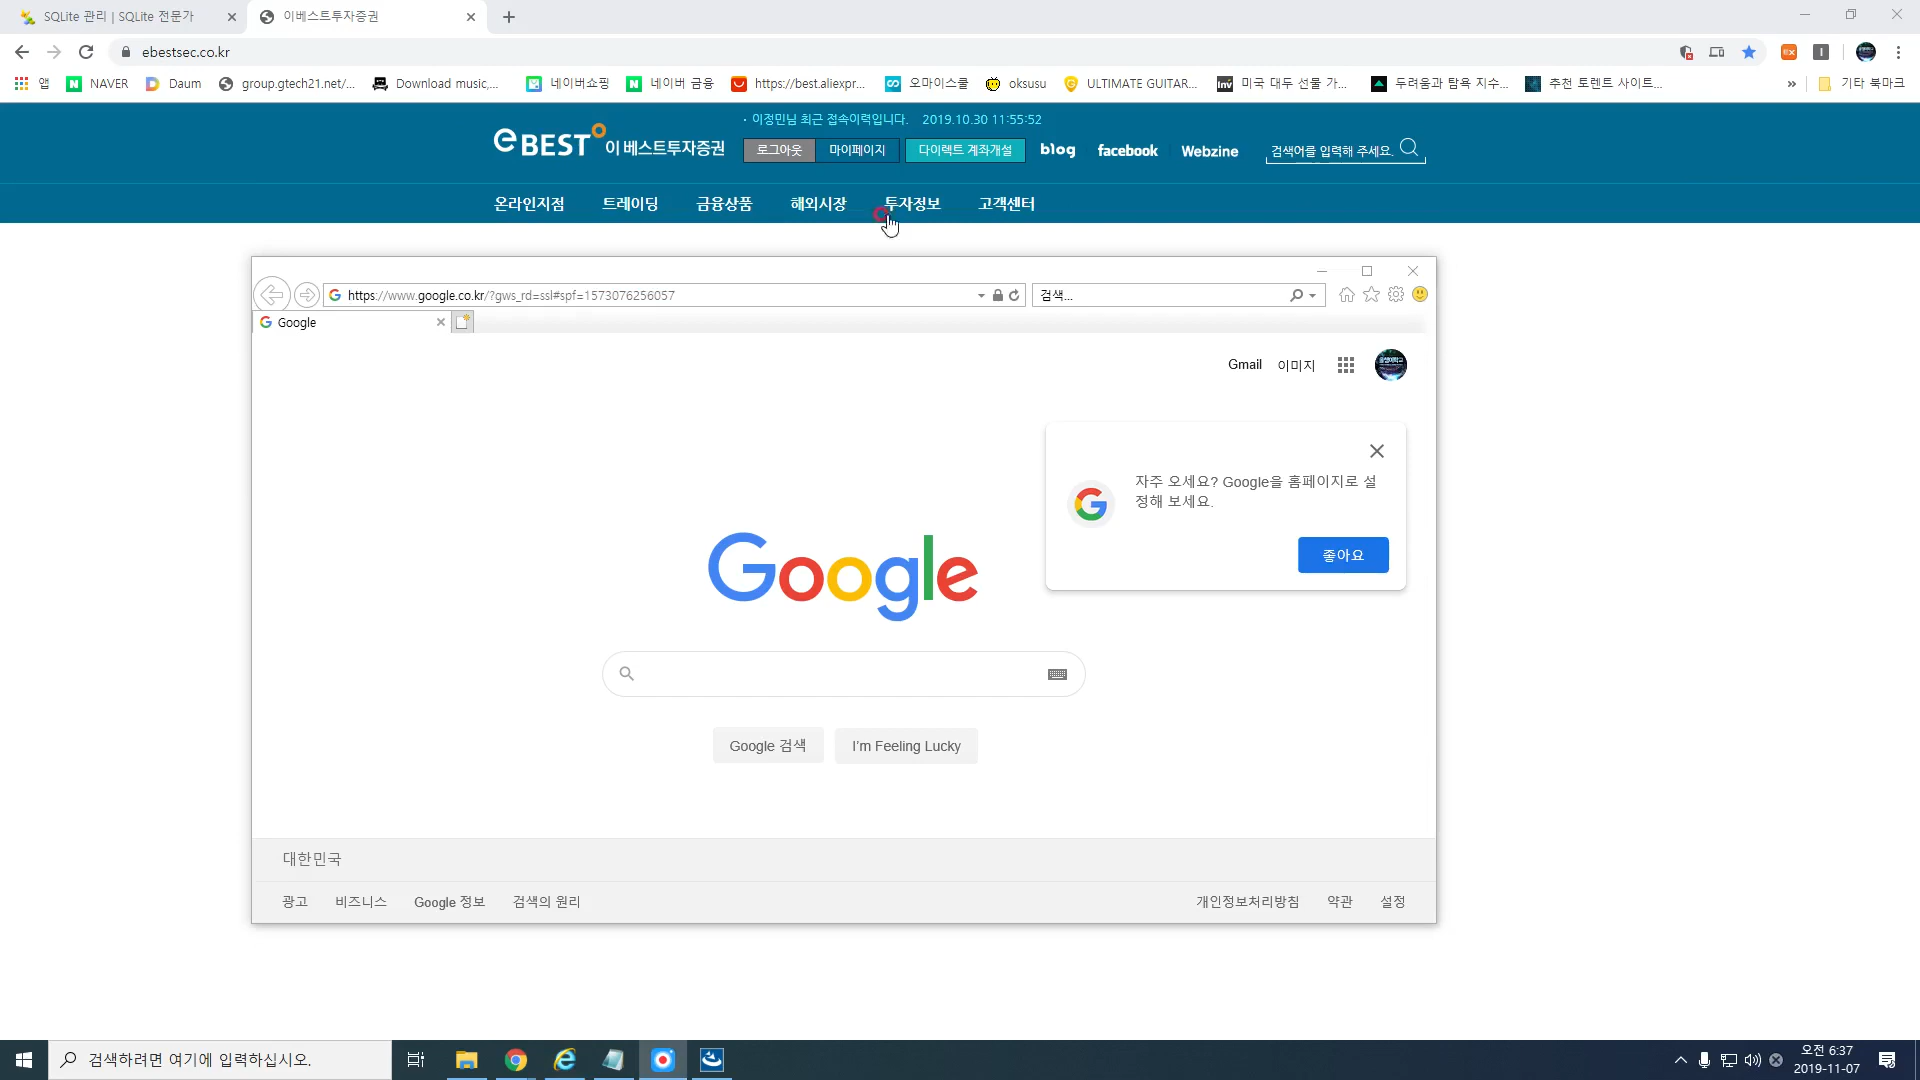 SQLite 관리 | SQLite 전문가
이베스트투자증권
ebestsec.co.kr
앱 NAVER Daum group.gtech21.net/... Download music,... 네이버쇼핑 네이버 금융 https://best.aliexpr... 오마이스쿨 oksusu ULTIMATE GUITAR... 미국 대두 선물 가... 두려움과 탐욕 지수... 추천 토렌트 사이트... » 기타 북마크
· 이정민님 최근 접속이력입니다. 2019.10.30 11:55:52
eBEST 이베스트투자증권
로그아웃 마이페이지 다이렉트 계좌개설 blog facebook Webzine 검색어를 입력해 주세요.
온라인지점 트레이딩 금융상품 해외시장 투자정보 고객센터
https://www.google.co.kr/?gws_rd=ssl#spf=1573076256057 검색...
Google
Gmail 이미지
자주 오세요? Google을 홈페이지로 설
정해 보세요.
좋아요
Google
Google 검색 I'm Feeling Lucky
대한민국
광고 비즈니스 Google 정보 검색의 원리 개인정보처리방침 약관 설정
검색하려면 여기에 입력하십시오.
오전 6:37
2019-11-07